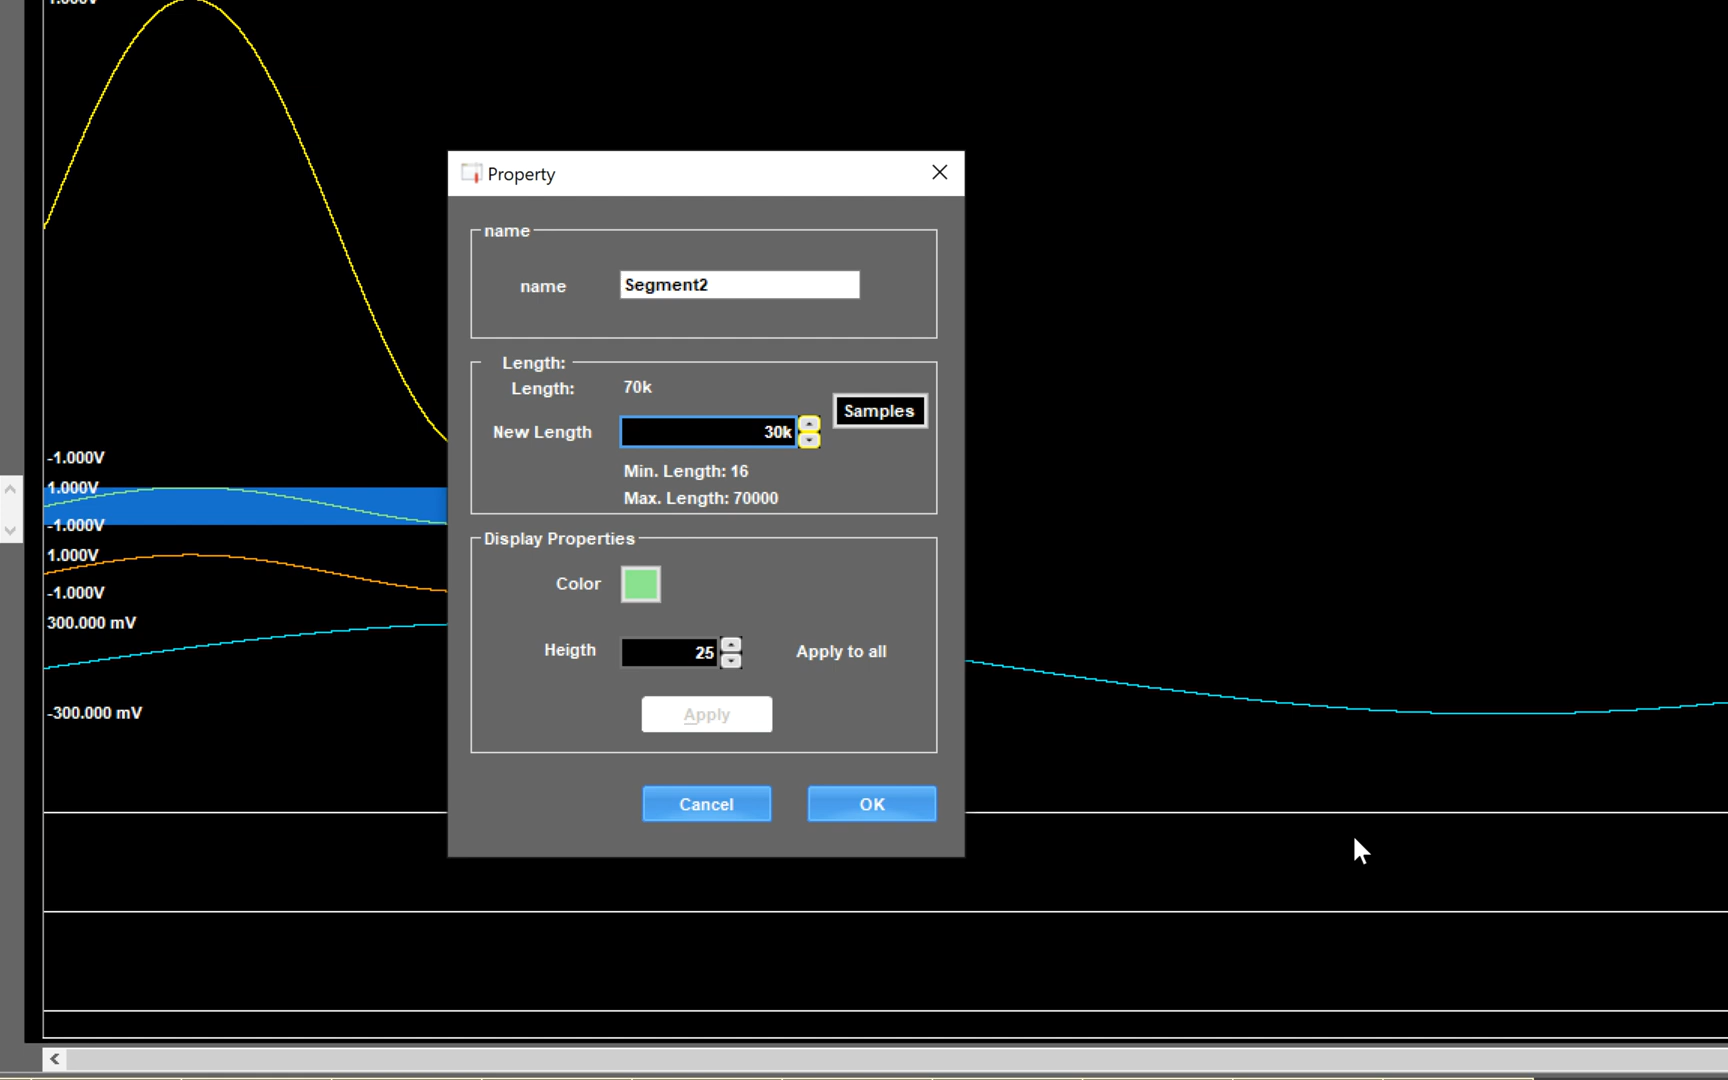 1.000V
Property
name
name
Segment2
Length:
Length:
70k
Samples
New Length
30k
Min. Length: 16
Max. Length: 70000
-1.000V
1.000V
-1.000V
1.000V
-1.000V
300.000 mV
-300.000 mV
Display Properties
Color
Heigth
25
Apply to all
Apply
Cancel
OK